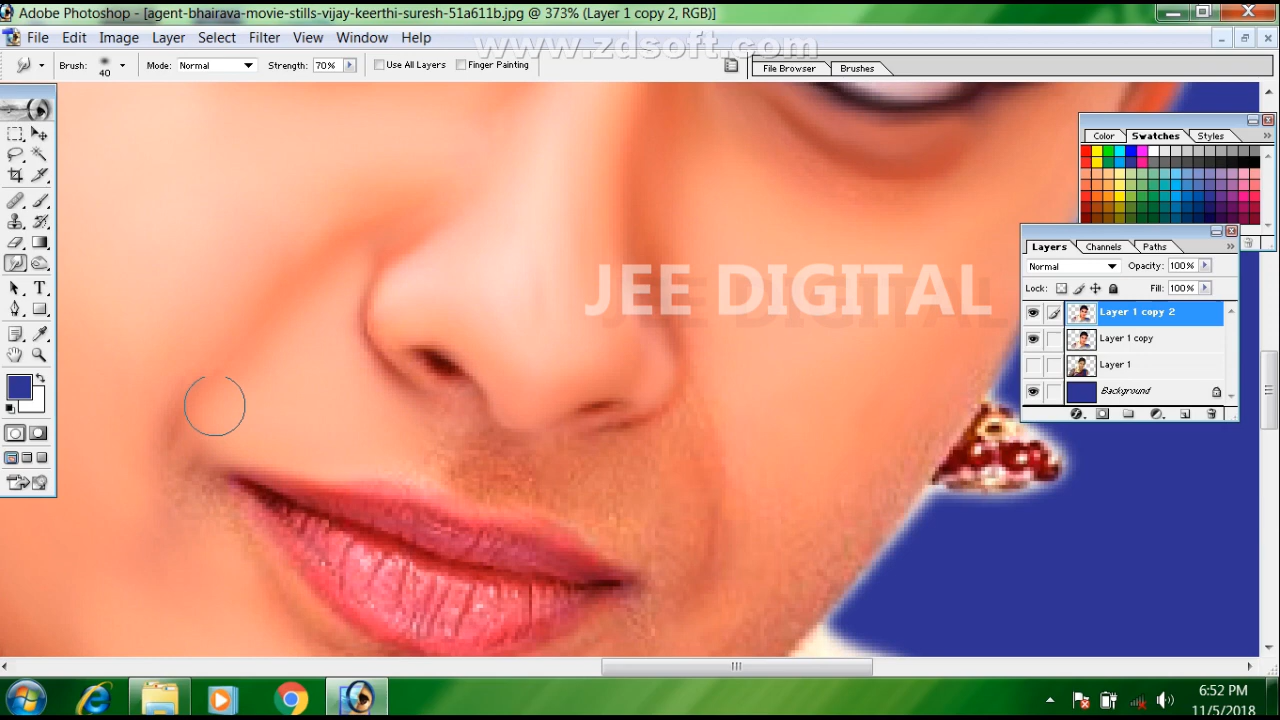 Adobe Photoshop - [agent-bhairava-movie-stills-vijay-keerthi-suresh-51a611b.jpg @ 373% (Layer 1 copy 2, RGB)]
File Edit Image Layer Select Filter View Window Help
www.zdsoft.com
Brush: 40 Mode: Normal Strength: 70% Use All Layers Finger Painting File Browser Brushes
Color Swatches Styles
Layers Channels Paths
Normal Opacity: 100%
Lock: Fill: 100%
Layer 1 copy 2
Layer 1 copy
Layer 1
Background
JEE DIGITAL
6:52 PM
11/5/2018